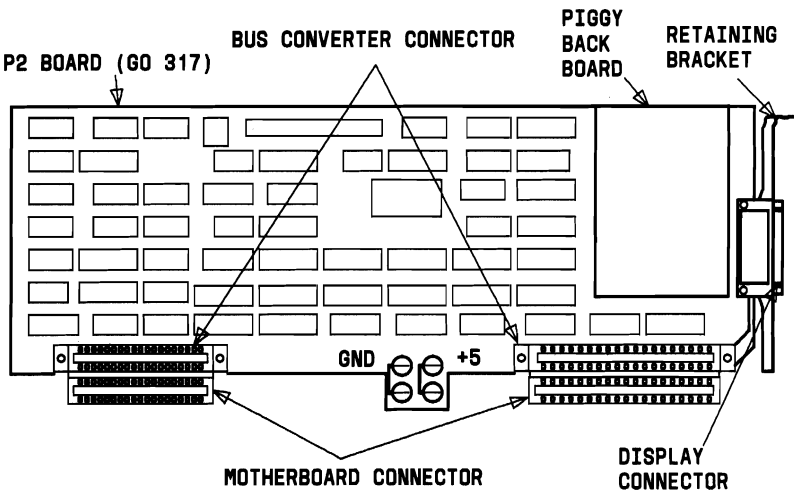 PIGGY
BACK
BOARD
RETAINING
BRACKET
BUS CONVERTER CONNECTOR
P2 BOARD (GO 317)
GND
+5
MOTHERBOARD CONNECTOR
DISPLAY
CONNECTOR